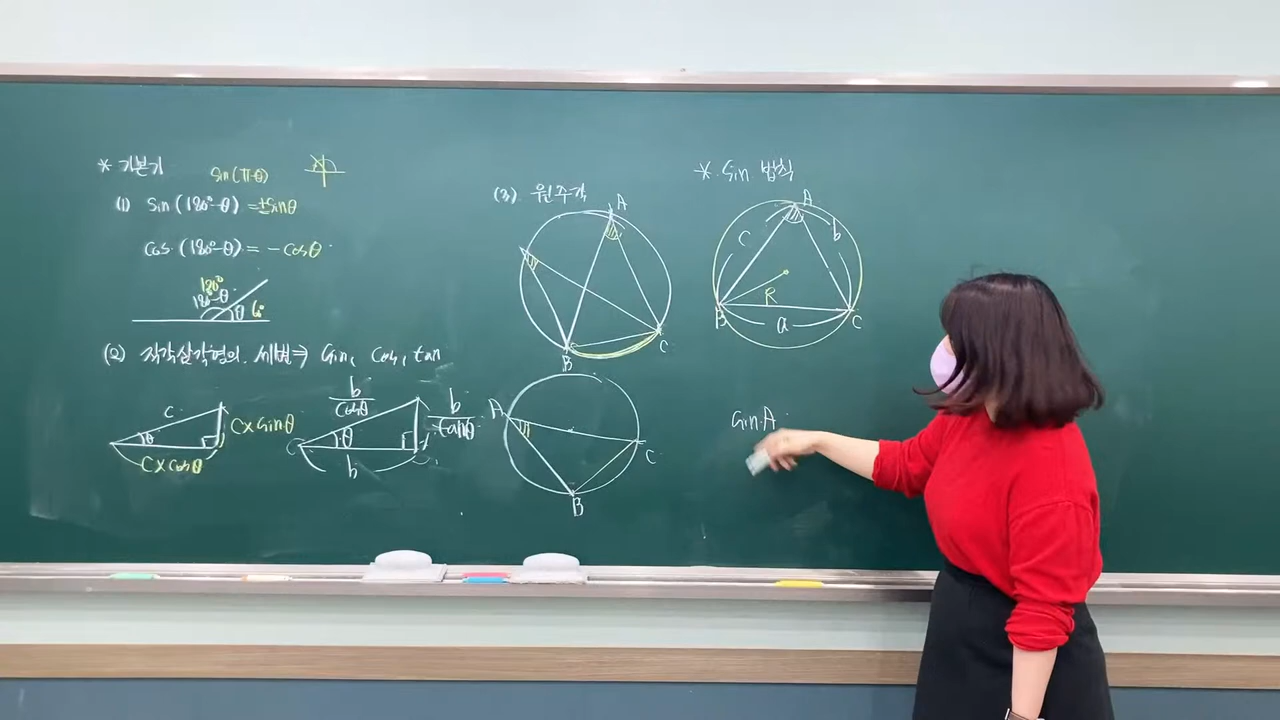 * 기본기
sin(π-θ)
(1) sin(180°-θ) = +sinθ
cos(180°-θ) = -cosθ
180°
180°-θ θ
(2) 직각삼각형의 세변 ⇒ sin, cos, tan
c
θ
c×sinθ
c×cosθ
b/cosθ
θ
b/tanθ
b
(3) 원주각
A
B
C
A
B
C
* sin 법칙
A
c
b
R
B
a
C
sin A